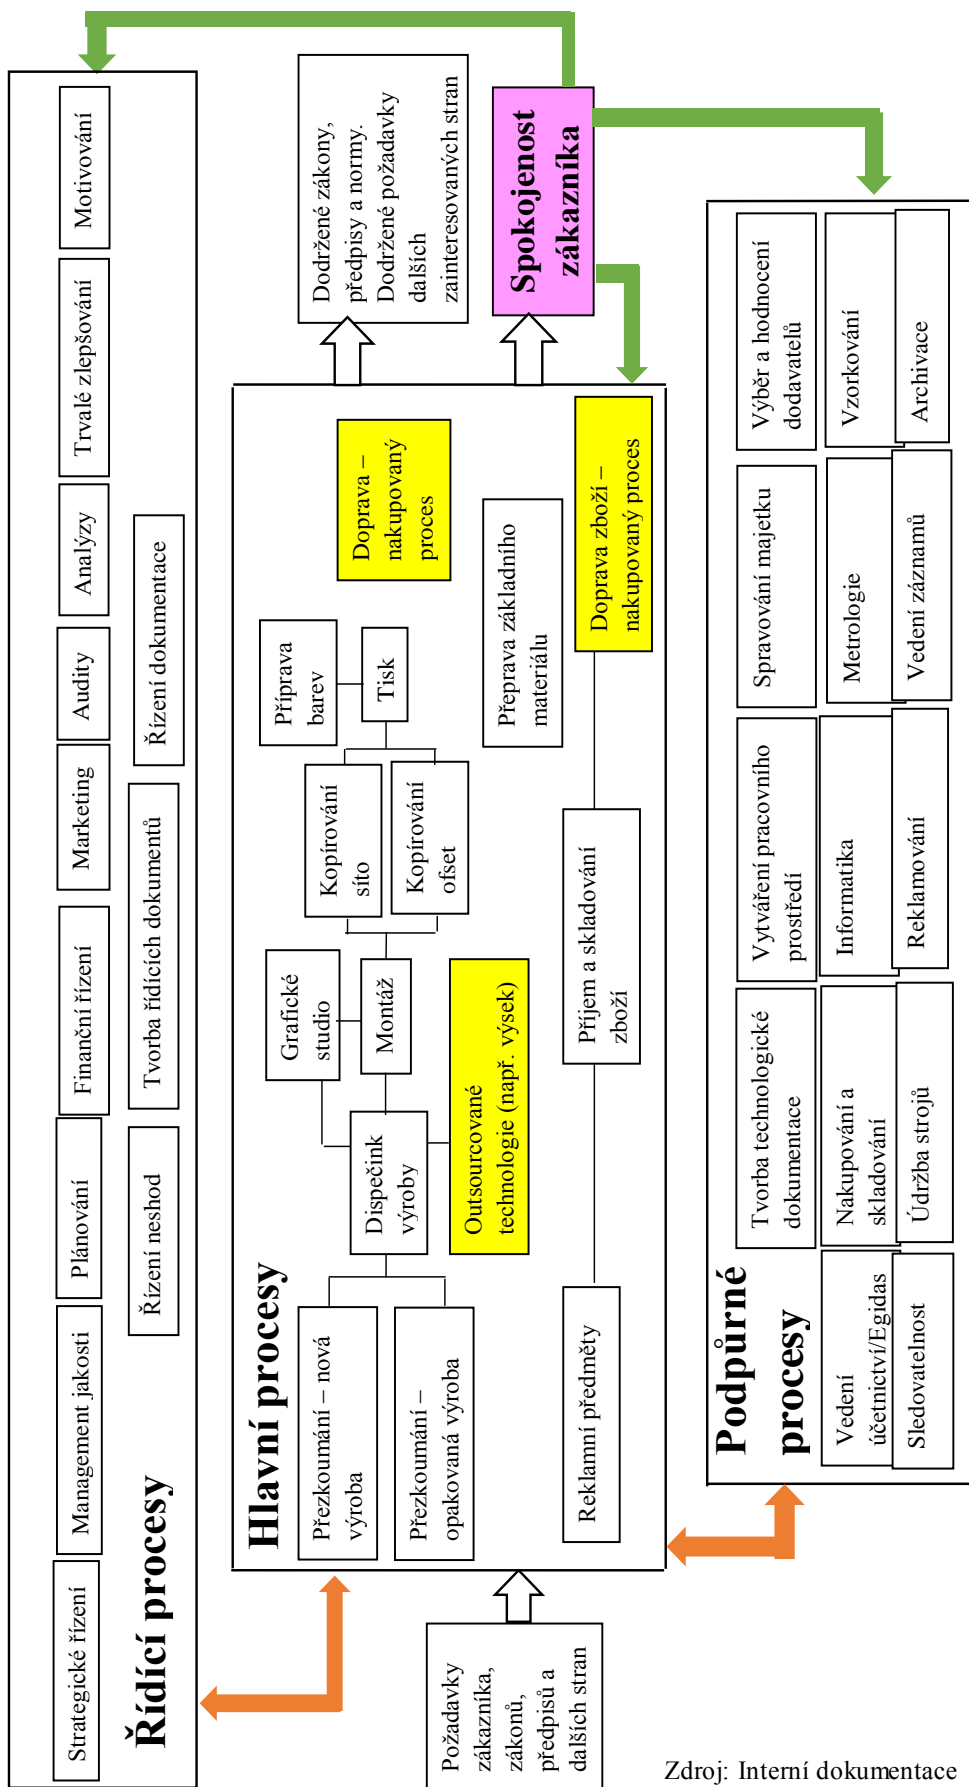 Strategické řízení
Management jakosti
Plánování
Finanční řízení
Marketing
Audity
Analýzy
Trvalé zlepšování
Motivování
Řídící procesy
Řízení neshod
Tvorba řídících dokumentů
Řízení dokumentace
Požadavky
zákazníka,
zákonů,
předpisů a
dalších stran
Hlavní procesy
Přezkoumání – nová
výroba
Přezkoumání –
opakovaná výroba
Dispečink
výroby
Grafické
studio
Montáž
Outsourcované
technologie (např. výsek)
Kopírování
síto
Kopírování
ofset
Příprava
barev
Tisk
Doprava –
nakupovaný
proces
Přeprava základního
materiálu
Reklamní předměty
Příjem a skladování
zboží
Doprava zboží –
nakupovaný proces
Dodržené zákony,
předpisy a normy.
Dodržené požadavky
dalších
zainteresovaných stran
Spokojenost
zákazníka
Podpůrné
procesy
Tvorba technologické
dokumentace
Vytváření pracovního
prostředí
Spravování majetku
Výběr a hodnocení
dodavatelů
Vedení
účetnictví/Egidas
Nakupování a
skladování
Informatika
Metrologie
Vzorkování
Sledovatelnost
Údržba strojů
Reklamování
Vedení záznamů
Archivace
Zdroj: Interní dokumentace